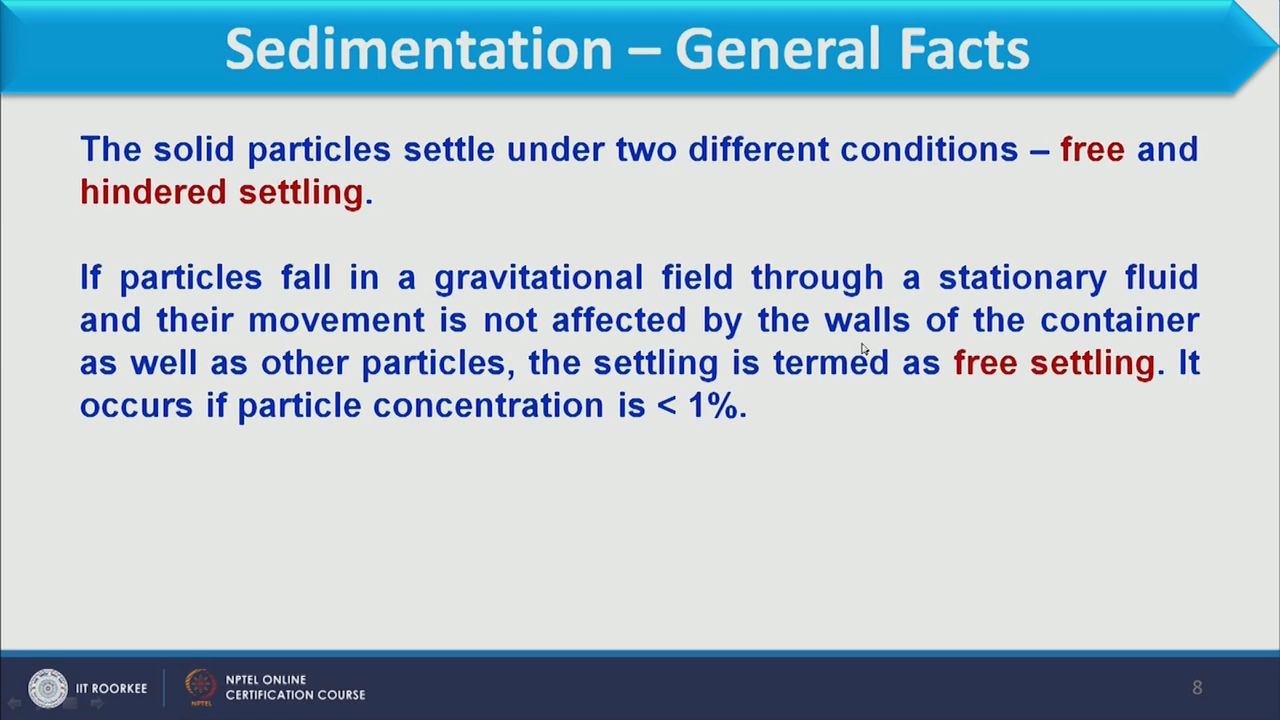 Sedimentation – General Facts
The solid particles settle under two different conditions – free and
hindered settling.
If particles fall in a gravitational field through a stationary fluid
and their movement is not affected by the walls of the container
as well as other particles, the settling is termed as free settling. It
occurs if particle concentration is < 1%.
IIT ROORKEE
NPTEL
NPTEL ONLINE
CERTIFICATION COURSE
8